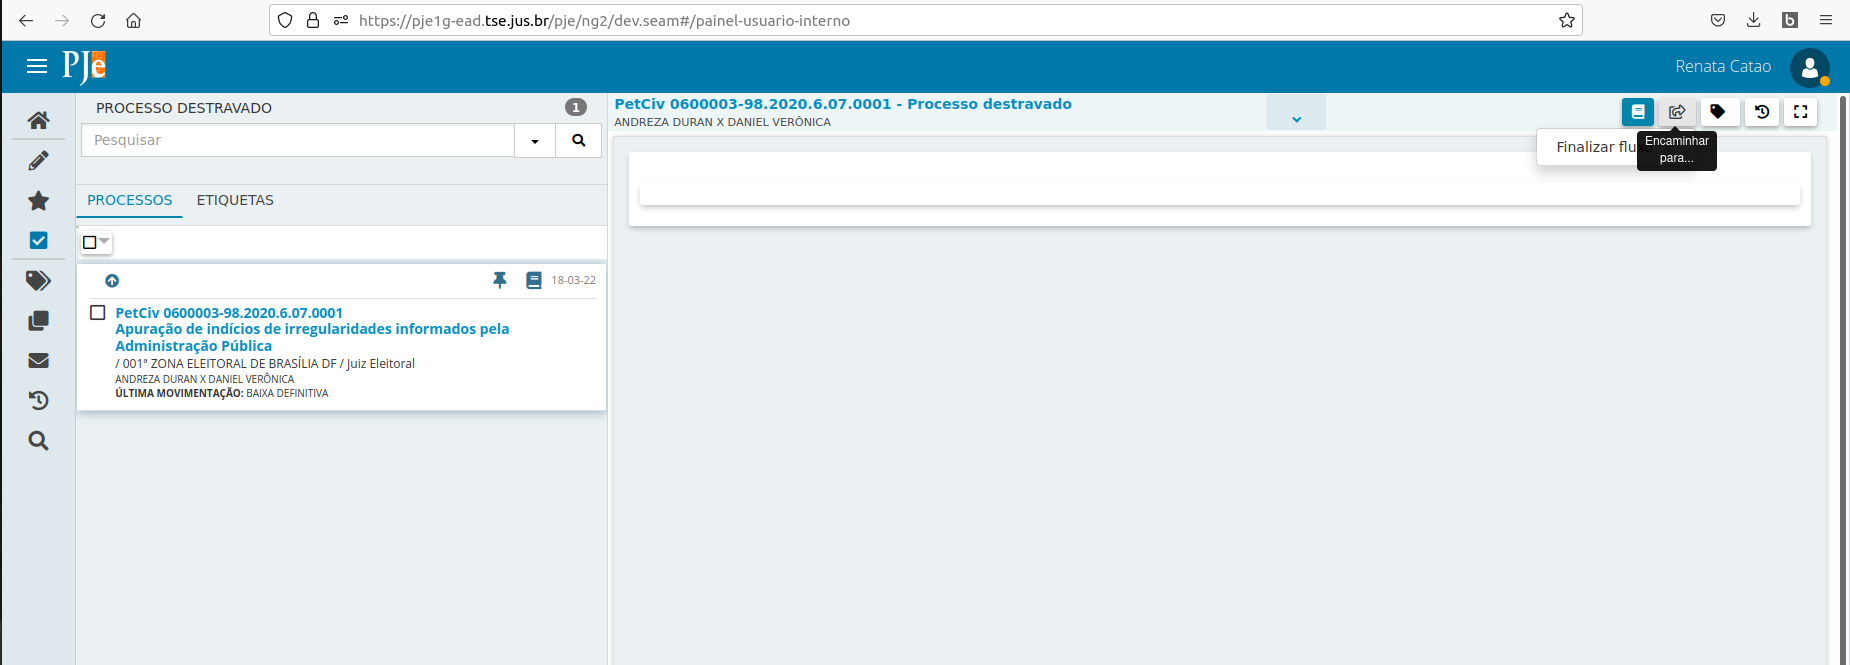 https://pje1g-ead.tse.jus.br/pje/ng2/dev.seam#/painel-usuario-interno
PJe
Renata Catao
PROCESSO DESTRAVADO
1
Pesquisar
PROCESSOS
ETIQUETAS
18-03-22
PetCiv 0600003-98.2020.6.07.0001
Apuração de indícios de irregularidades informados pela
Administração Pública
/ 001ª ZONA ELEITORAL DE BRASÍLIA DF / Juiz Eleitoral
ANDREZA DURAN X DANIEL VERÔNICA
ÚLTIMA MOVIMENTAÇÃO: BAIXA DEFINITIVA
PetCiv 0600003-98.2020.6.07.0001 - Processo destravado
ANDREZA DURAN X DANIEL VERÔNICA
Finalizar fluxo
Encaminhar
para...